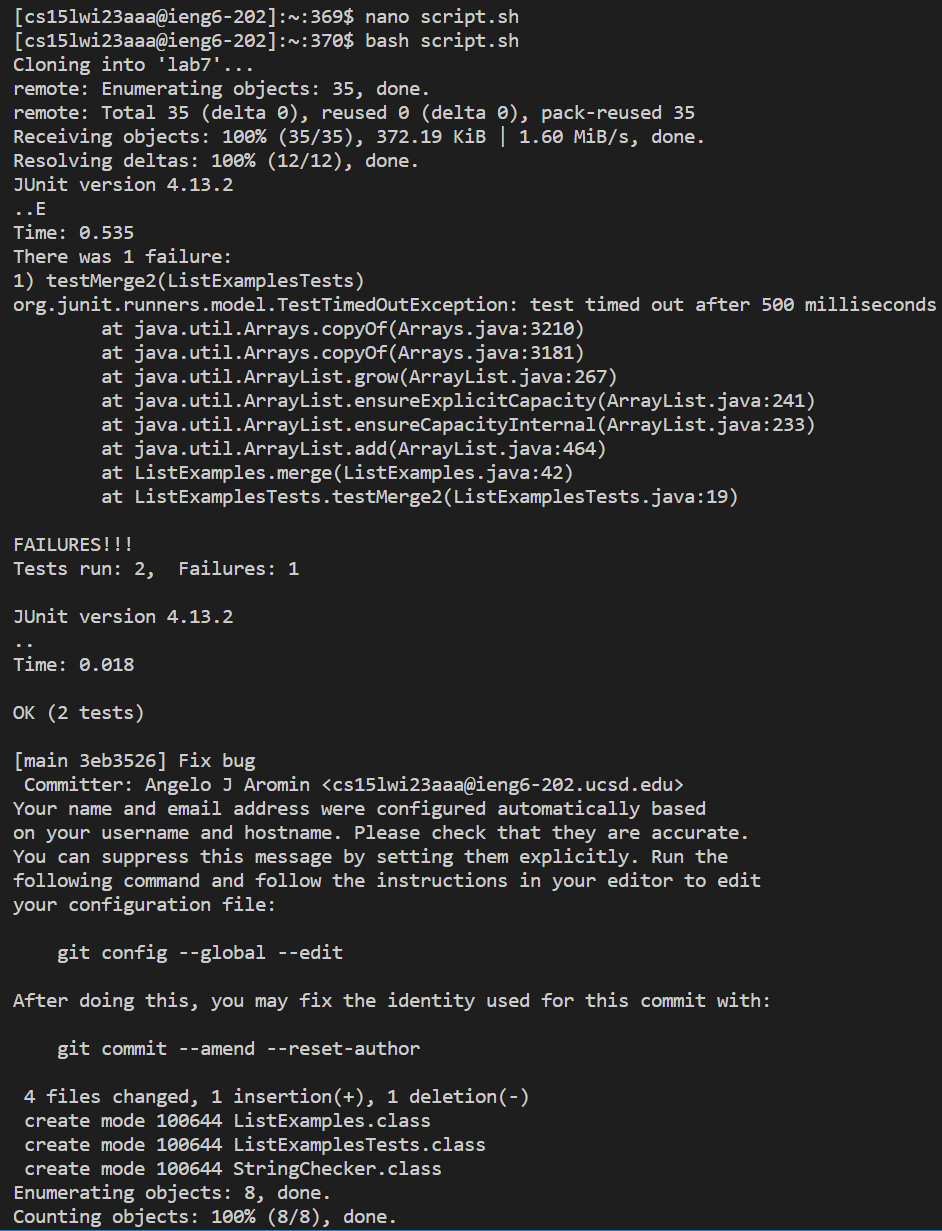 [cs15lwi23aaa@ieng6-202]:~:369$ nano script.sh
[cs15lwi23aaa@ieng6-202]:~:370$ bash script.sh
Cloning into 'lab7'...
remote: Enumerating objects: 35, done.
remote: Total 35 (delta 0), reused 0 (delta 0), pack-reused 35
Receiving objects: 100% (35/35), 372.19 KiB | 1.60 MiB/s, done.
Resolving deltas: 100% (12/12), done.
JUnit version 4.13.2
..E
Time: 0.535
There was 1 failure:
1) testMerge2(ListExamplesTests)
org.junit.runners.model.TestTimedOutException: test timed out after 500 milliseconds
        at java.util.Arrays.copyOf(Arrays.java:3210)
        at java.util.Arrays.copyOf(Arrays.java:3181)
        at java.util.ArrayList.grow(ArrayList.java:267)
        at java.util.ArrayList.ensureExplicitCapacity(ArrayList.java:241)
        at java.util.ArrayList.ensureCapacityInternal(ArrayList.java:233)
        at java.util.ArrayList.add(ArrayList.java:464)
        at ListExamples.merge(ListExamples.java:42)
        at ListExamplesTests.testMerge2(ListExamplesTests.java:19)

FAILURES!!!
Tests run: 2,  Failures: 1

JUnit version 4.13.2
..
Time: 0.018

OK (2 tests)

[main 3eb3526] Fix bug
 Committer: Angelo J Aromin <cs15lwi23aaa@ieng6-202.ucsd.edu>
Your name and email address were configured automatically based
on your username and hostname. Please check that they are accurate.
You can suppress this message by setting them explicitly. Run the
following command and follow the instructions in your editor to edit
your configuration file:

    git config --global --edit

After doing this, you may fix the identity used for this commit with:

    git commit --amend --reset-author

 4 files changed, 1 insertion(+), 1 deletion(-)
 create mode 100644 ListExamples.class
 create mode 100644 ListExamplesTests.class
 create mode 100644 StringChecker.class
Enumerating objects: 8, done.
Counting objects: 100% (8/8), done.